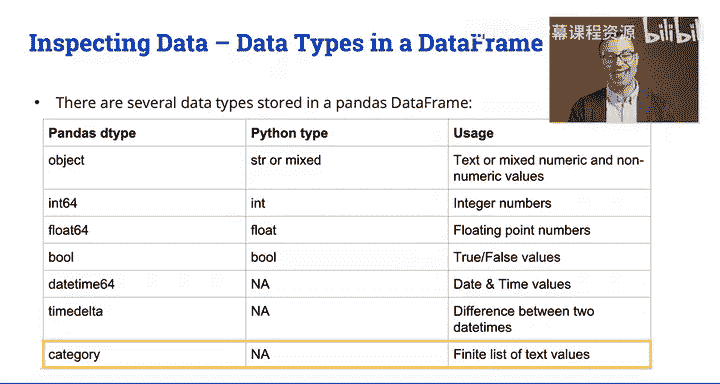 Inspecting Data – Data Types in a DataFrame
幕课程资源 bilibil
• There are several data types stored in a pandas DataFrame:
Pandas dtype Python type Usage
object str or mixed Text or mixed numeric and non-
numeric values
int64 int Integer numbers
float64 float Floating point numbers
bool bool True/False values
datetime64 NA Date & Time values
timedelta NA Difference between two
datetimes
category NA Finite list of text values